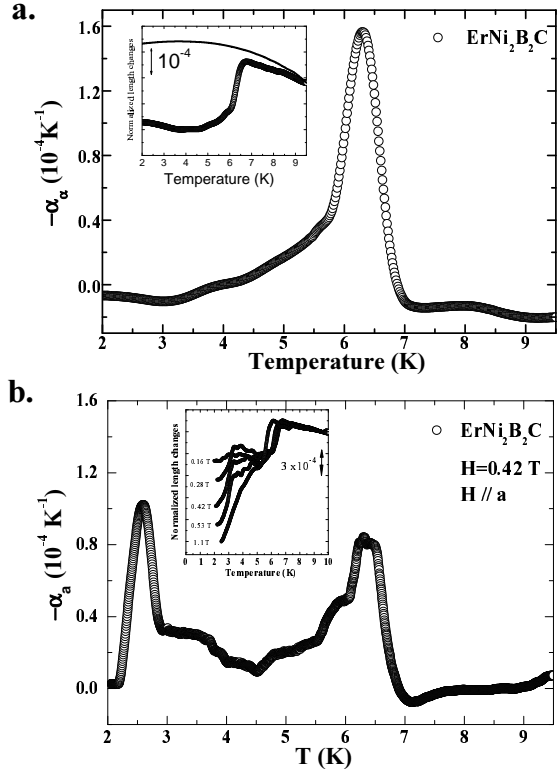 a.
ErNi₂B₂C
−α_α (10⁻⁴K⁻¹)
1.6
1.2
0.8
0.4
0.0
2 3 4 5 6 7 8 9
Temperature (K)
Normalized length changes
10⁻⁴
2 3 4 5 6 7 8 9
Temperature (K)
b.
ErNi₂B₂C
H=0.42 T
H // a
−α_a (10⁻⁴ K⁻¹)
1.6
1.2
0.8
0.4
0.0
2 3 4 5 6 7 8 9
T (K)
Normalized length changes
0.16 T
0.28 T
0.42 T
0.53 T
1.1T
3 x10⁻⁴
0 1 2 3 4 5 6 7 8 9 10
Temperature (K)